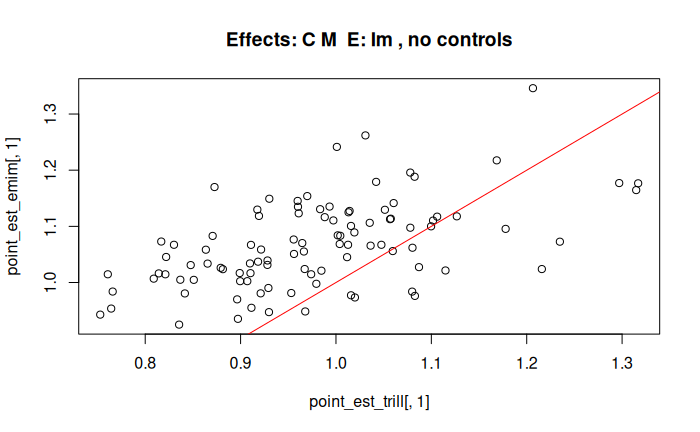 Effects: C M  E: Im , no controls
point_est_emim[, 1]
1.3
1.2
1.1
1.0
0.8 0.9 1.0 1.1 1.2 1.3
point_est_trill[, 1]